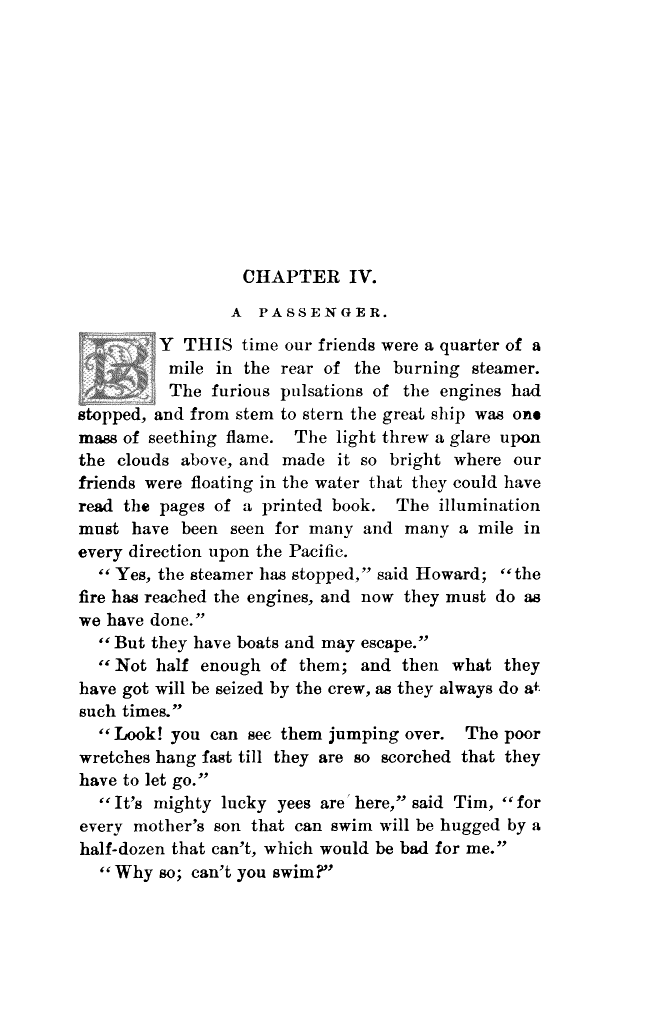 CHAPTER IV.
A PASSENGER.
BY THIS time our friends were a quarter of a
mile in the rear of the burning steamer.
The furious pulsations of the engines had
stopped, and from stem to stern the great ship was one
mass of seething flame. The light threw a glare upon
the clouds above, and made it so bright where our
friends were floating in the water that they could have
read the pages of a printed book. The illumination
must have been seen for many and many a mile in
every direction upon the Pacific.
“Yes, the steamer has stopped,” said Howard; “the
fire has reached the engines, and now they must do as
we have done.”
“But they have boats and may escape.”
“Not half enough of them; and then what they
have got will be seized by the crew, as they always do at
such times.”
“Look! you can see them jumping over. The poor
wretches hang fast till they are so scorched that they
have to let go.”
“It's mighty lucky yees are here,” said Tim, “for
every mother's son that can swim will be hugged by a
half-dozen that can't, which would be bad for me.”
“Why so; can't you swim?”